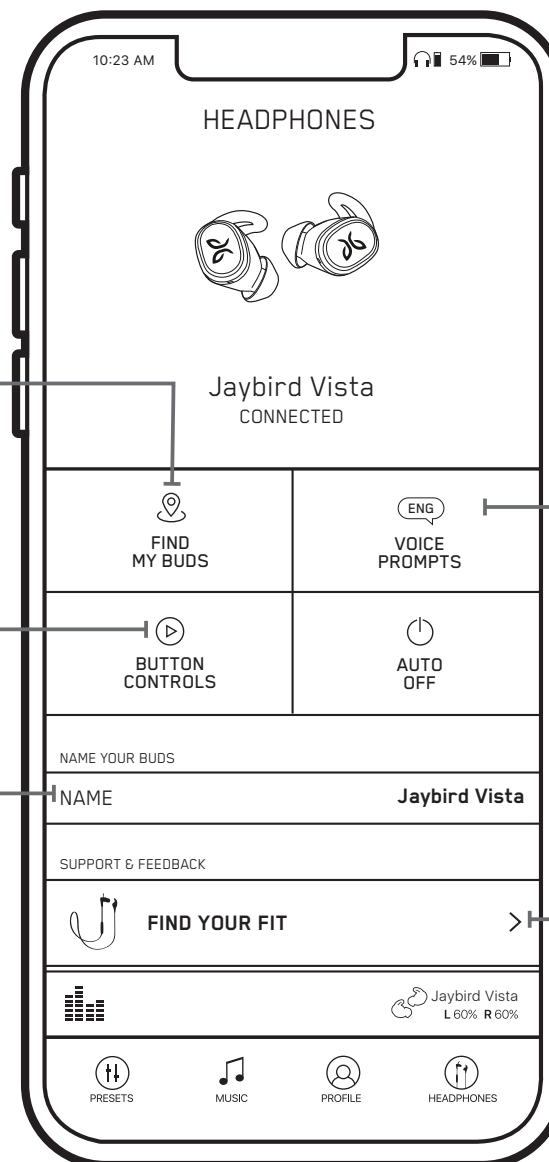 10:23 AM
54%
HEADPHONES
Jaybird Vista
CONNECTED
FIND
MY BUDS
ENG
VOICE
PROMPTS
BUTTON
CONTROLS
AUTO
OFF
NAME YOUR BUDS
NAME Jaybird Vista
SUPPORT & FEEDBACK
FIND YOUR FIT
Jaybird Vista
L 60% R 60%
PRESETS MUSIC PROFILE HEADPHONES